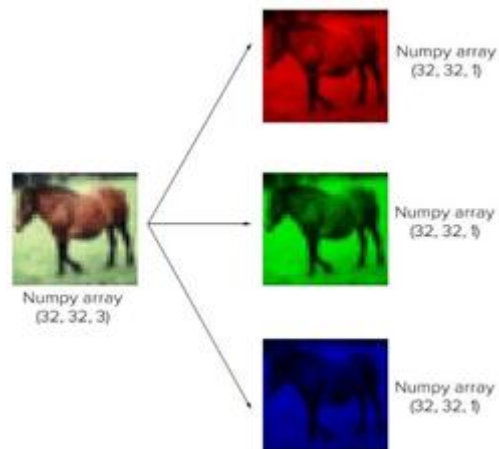 Numpy array
(32, 32, 1)
Numpy array
(32, 32, 3)
Numpy array
(32, 32, 1)
Numpy array
(32, 32, 1)